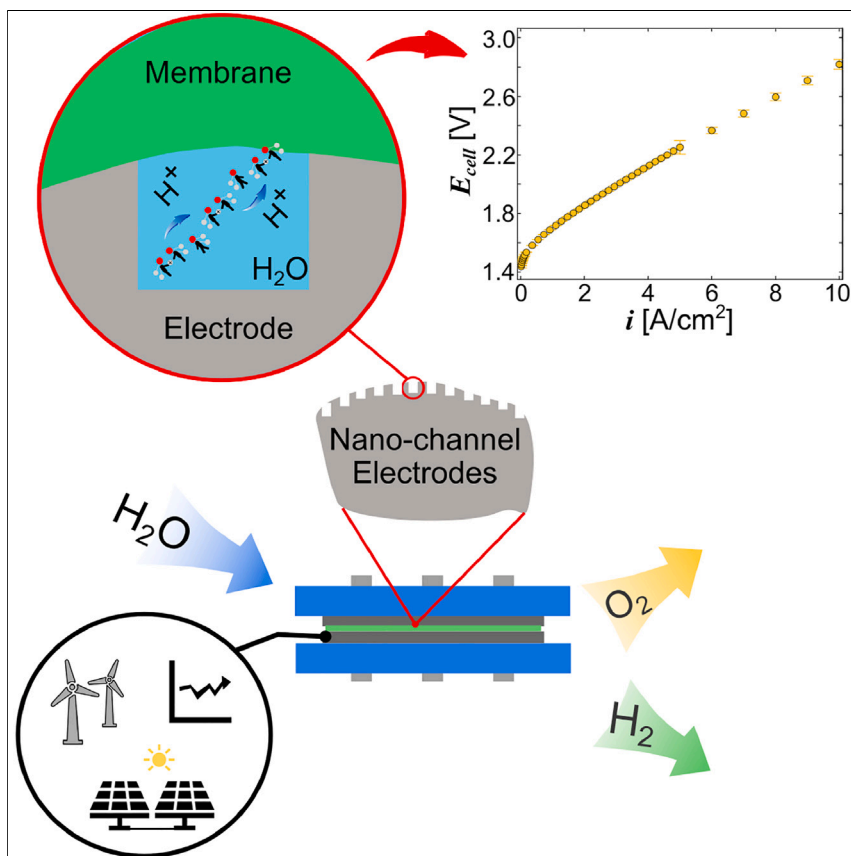 Membrane
H⁺
H⁺
H₂O
Electrode
E_cell [V]
3.0
2.6
2.2
1.8
1.4
0
2
4
6
8
10
i [A/cm²]
Nano-channel
Electrodes
H₂O
O₂
H₂